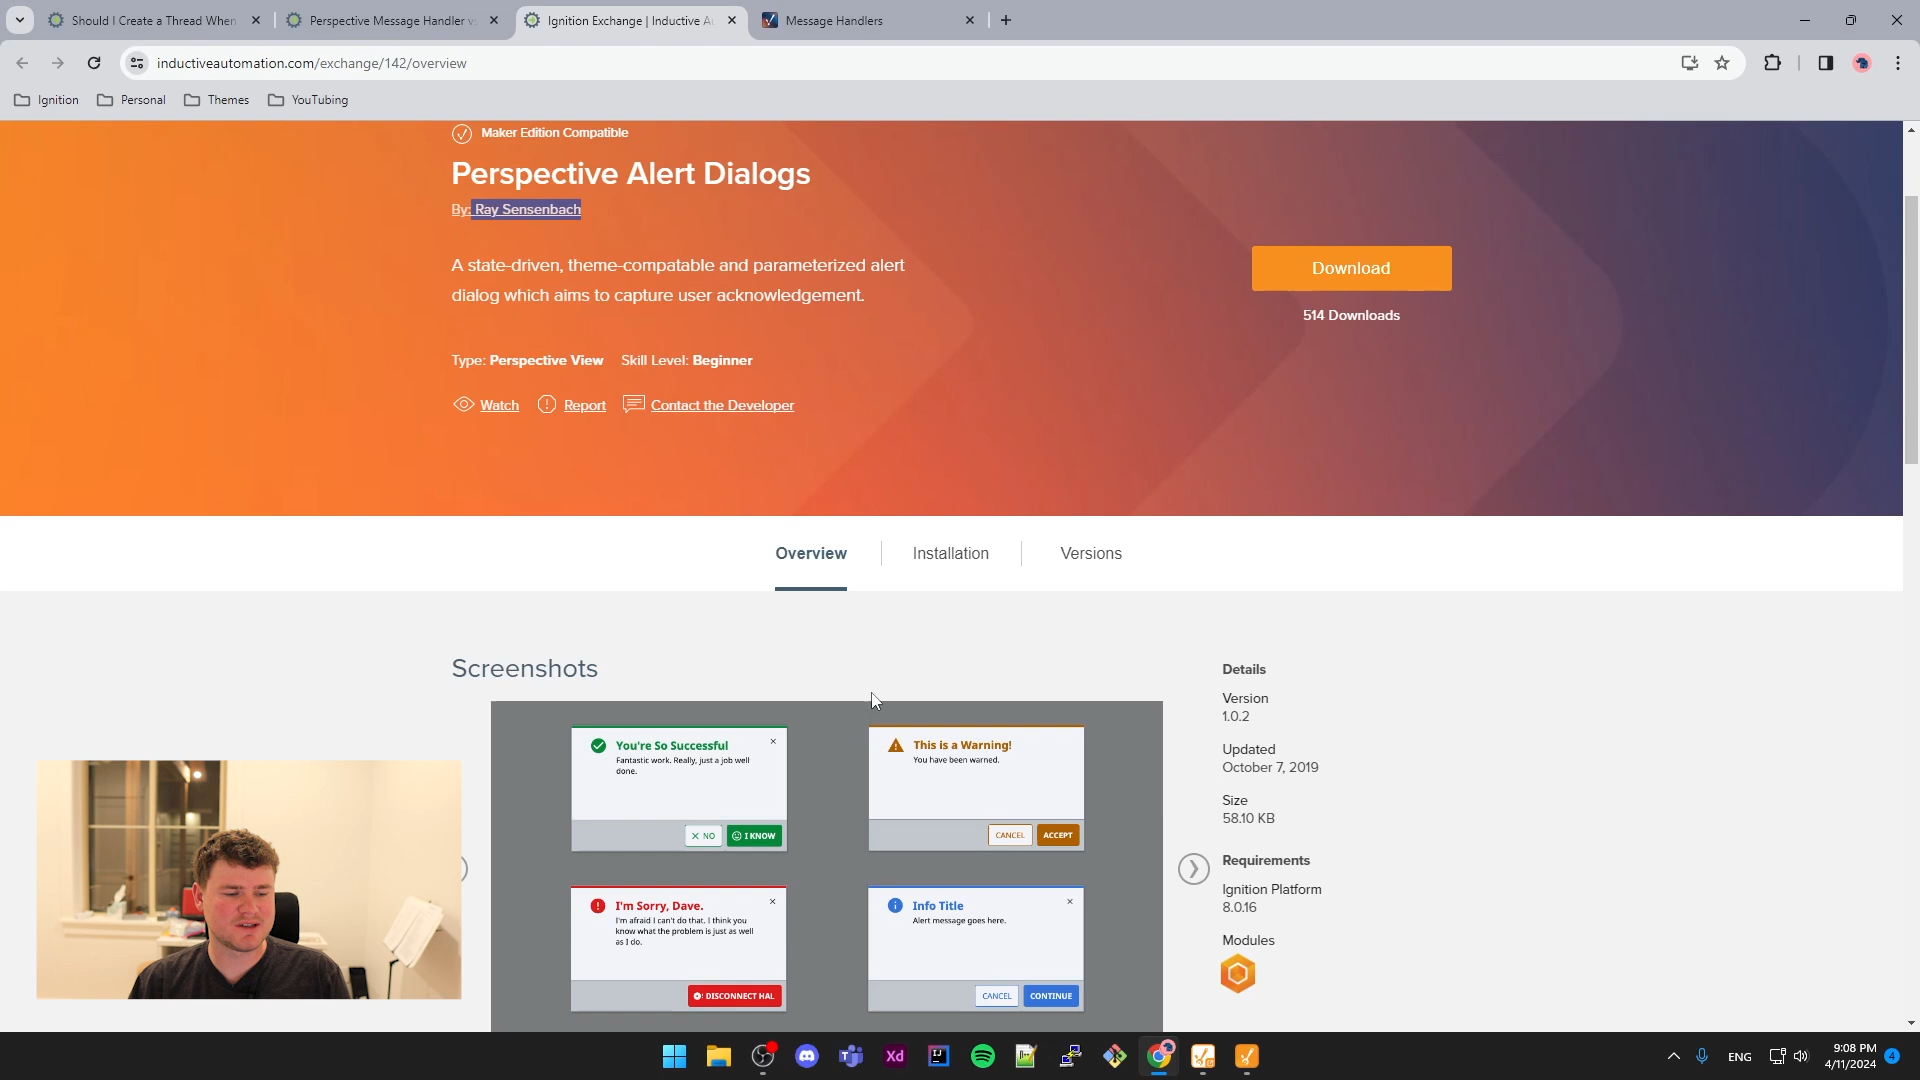 Should I Create a Thread When
Perspective Message Handler vs
Ignition Exchange | Inductive Au
Message Handlers
inductiveautomation.com/exchange/142/overview
Ignition
Personal
Themes
YouTubing
Maker Edition Compatible
Perspective Alert Dialogs
By: Ray Sensenbach
A state-driven, theme-compatable and parameterized alert
dialog which aims to capture user acknowledgement.
Download
514 Downloads
Type: Perspective View Skill Level: Beginner
Watch
Report
Contact the Developer
Overview
Installation
Versions
Screenshots
You're So Successful
Fantastic work. Really, just a job well
done.
NO
I KNOW
This is a Warning!
You have been warned.
CANCEL
ACCEPT
I'm Sorry, Dave.
I'm afraid I can't do that. I think you
know what the problem is just as well
as I do.
DISCONNECT HAL
Info Title
Alert message goes here.
CANCEL
CONTINUE
Details
Version
1.0.2
Updated
October 7, 2019
Size
58.10 KB
Requirements
Ignition Platform
8.0.16
Modules
Xd
ENG
9:08 PM
4/11/2024
4